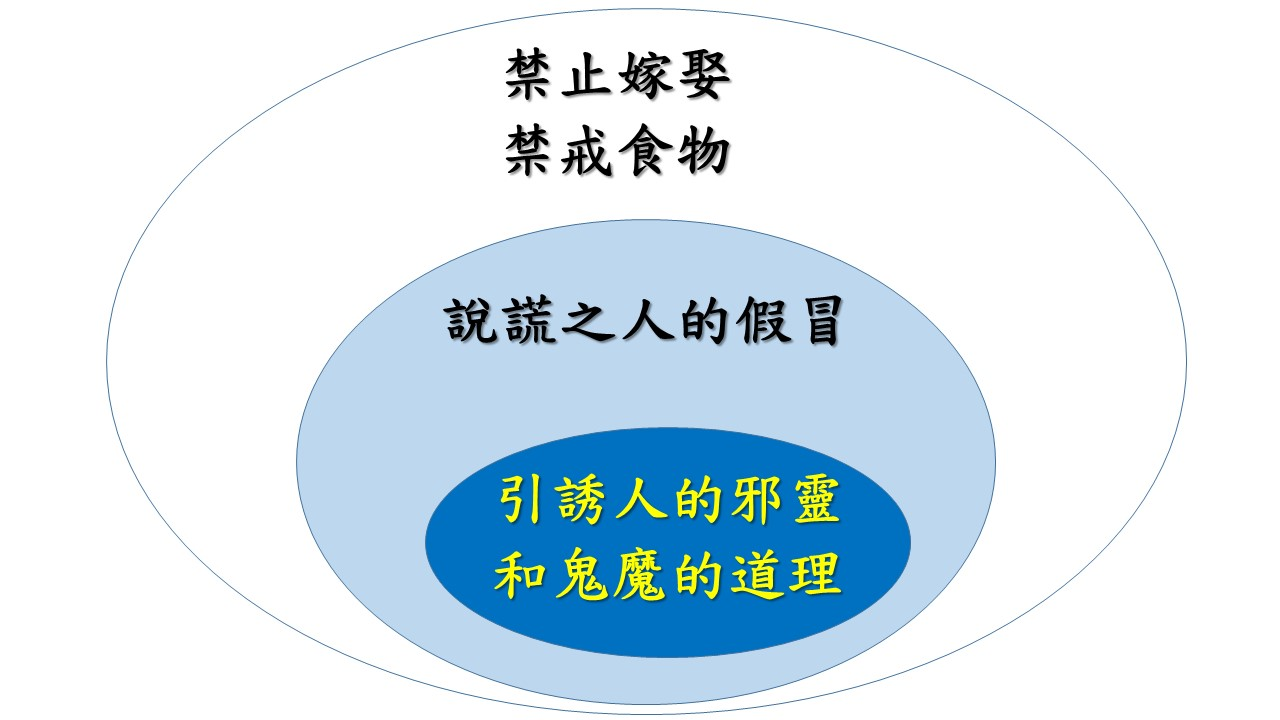 禁止嫁娶
禁戒食物
說謊之人的假冒
引誘人的邪靈
和鬼魔的道理